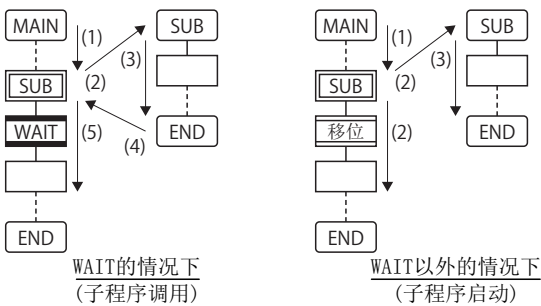 MAIN
(1)
SUB
(2)
(3)
SUB
WAIT
(5)
(4)
END
END
WAIT的情况下
(子程序调用)
MAIN
(1)
SUB
(2)
(3)
SUB
移位
(2)
END
END
WAIT以外的情况下
(子程序启动)